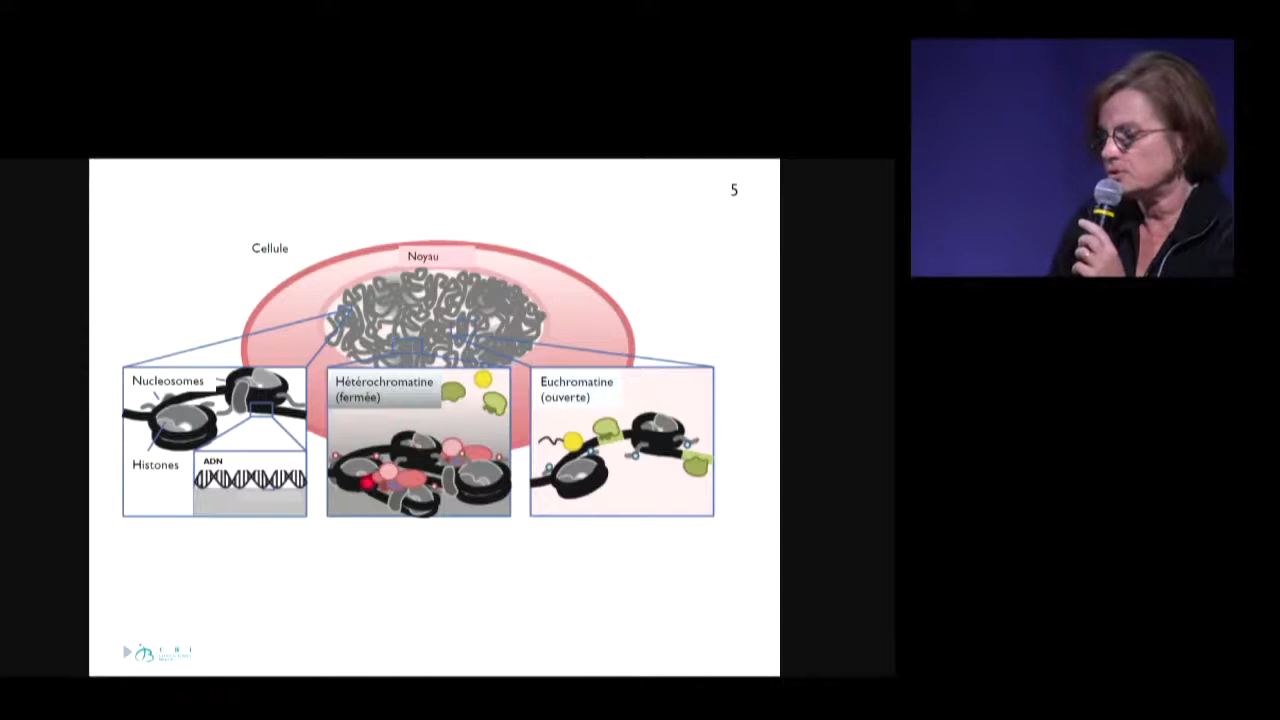 5
Cellule
Noyau
Nucleosomes
Histones
ADN
Hétérochromatine
(fermée)
Euchromatine
(ouverte)